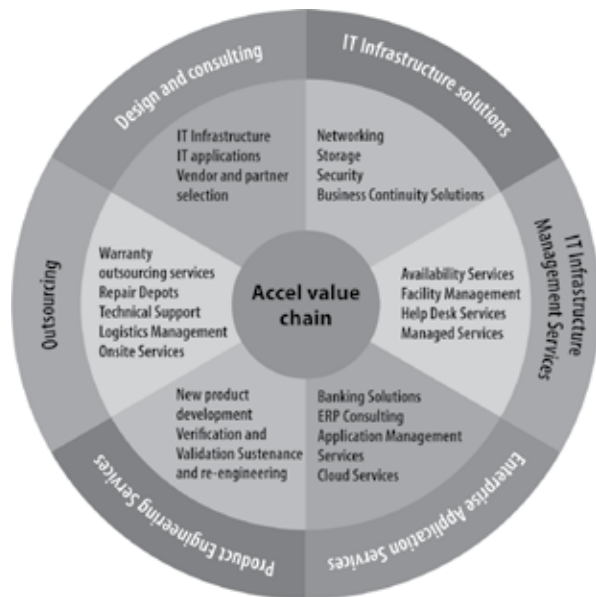 Design and consulting
IT Infrastructure solutions
IT Infrastructure
IT applications
Vendor and partner
selection
Networking
Storage
Security
Business Continuity Solutions
Outsourcing
Warranty
outsourcing services
Repair Depots
Technical Support
Logistics Management
Onsite Services
Accel value
chain
Availability Services
Facility Management
Help Desk Services
Managed Services
IT Infrastructure
Management Services
New product
development
Verification and
Validation Sustenance
and re-engineering
Banking Solutions
ERP Consulting
Application Management
Services
Cloud Services
Product Engineering Services
Enterprise Application Services